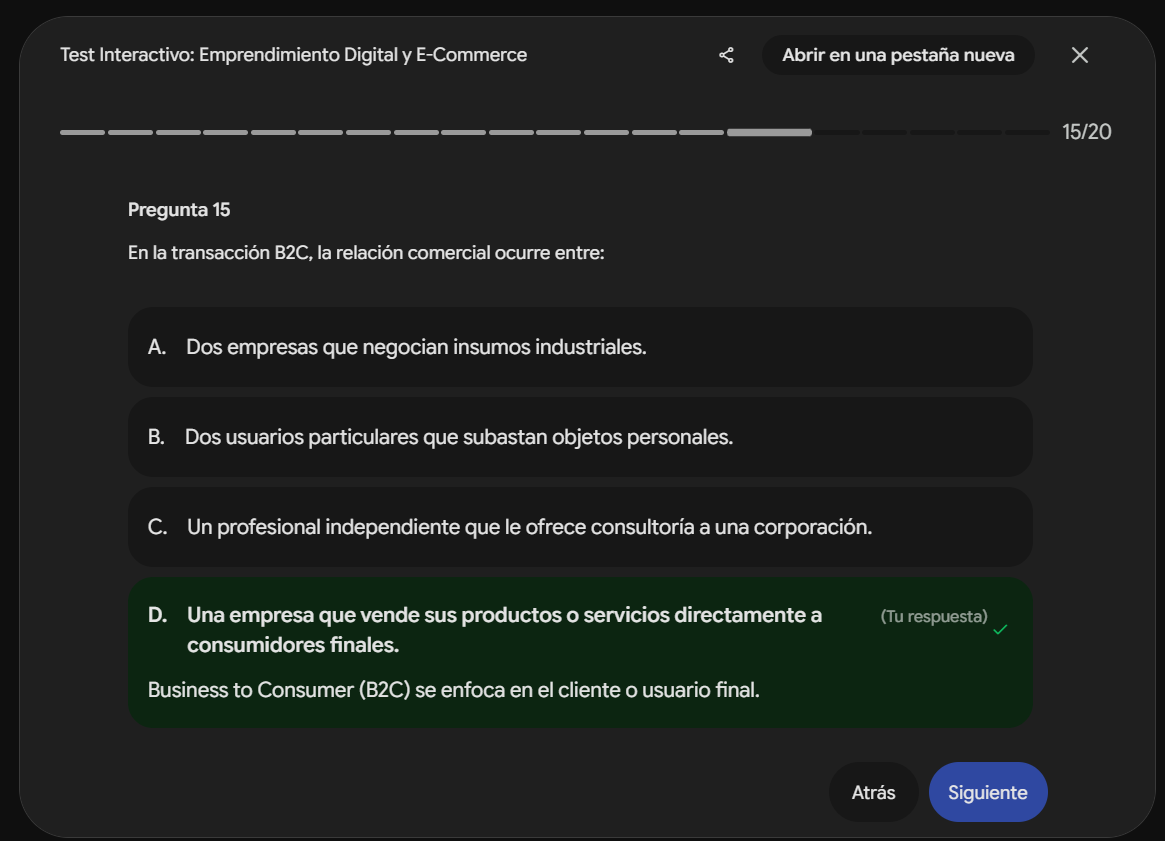 Test Interactivo: Emprendimiento Digital y E-Commerce
Abrir en una pestaña nueva
15/20
Pregunta 15
En la transacción B2C, la relación comercial ocurre entre:
A. Dos empresas que negocian insumos industriales.
B. Dos usuarios particulares que subastan objetos personales.
C. Un profesional independiente que le ofrece consultoría a una corporación.
D. Una empresa que vende sus productos o servicios directamente a
consumidores finales.
(Tu respuesta)
Business to Consumer (B2C) se enfoca en el cliente o usuario final.
Atrás
Siguiente